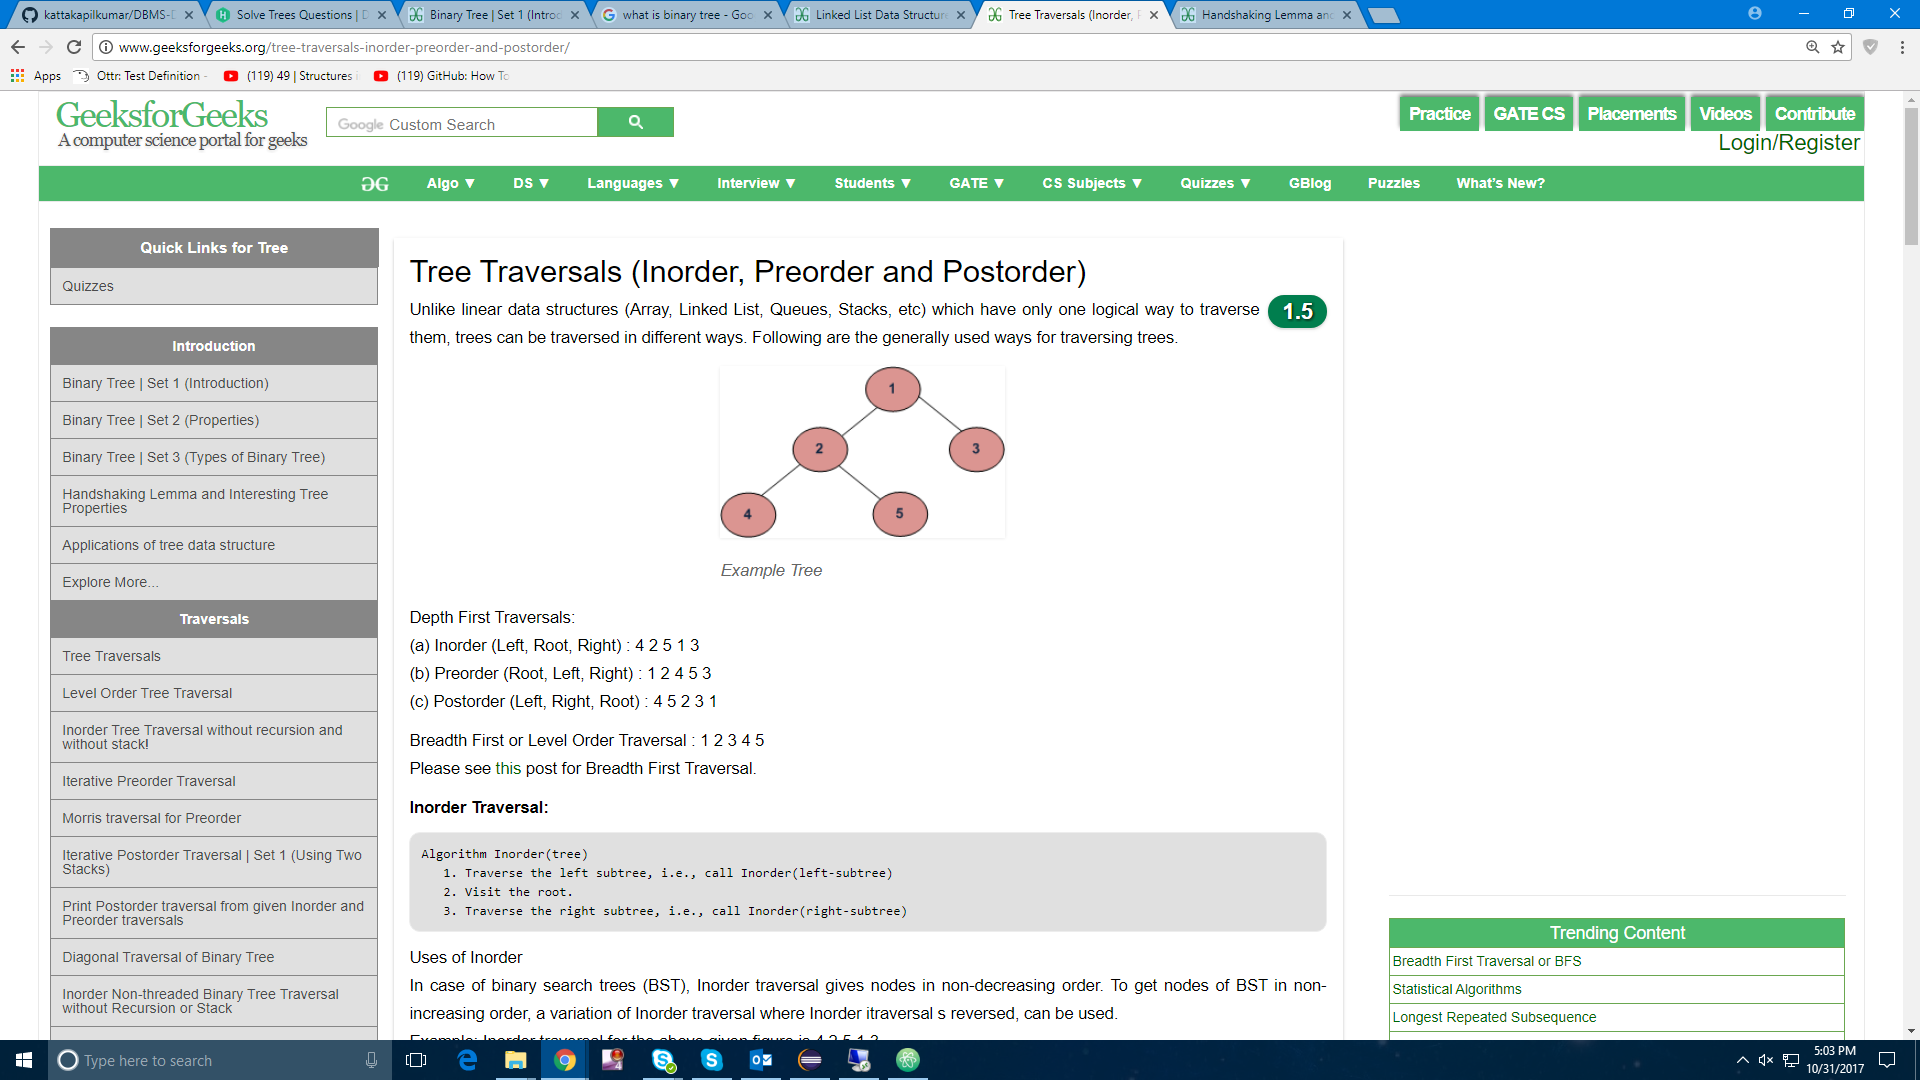 kattakapilkumar/DBMS-D
Solve Trees Questions | D
Binary Tree | Set 1 (Introd
what is binary tree - Goo
Linked List Data Structure
Tree Traversals (Inorder, P
Handshaking Lemma and
www.geeksforgeeks.org/tree-traversals-inorder-preorder-and-postorder/
Apps
Ottr: Test Definition -
(119) 49 | Structures i
(119) GitHub: How To
GeeksforGeeks
A computer science portal for geeks
Google Custom Search
Practice
GATE CS
Placements
Videos
Contribute
Login/Register
Algo ▼
DS ▼
Languages ▼
Interview ▼
Students ▼
GATE ▼
CS Subjects ▼
Quizzes ▼
GBlog
Puzzles
What's New?
Quick Links for Tree
Quizzes
Introduction
Binary Tree | Set 1 (Introduction)
Binary Tree | Set 2 (Properties)
Binary Tree | Set 3 (Types of Binary Tree)
Handshaking Lemma and Interesting Tree
Properties
Applications of tree data structure
Explore More...
Traversals
Tree Traversals
Level Order Tree Traversal
Inorder Tree Traversal without recursion and
without stack!
Iterative Preorder Traversal
Morris traversal for Preorder
Iterative Postorder Traversal | Set 1 (Using Two
Stacks)
Print Postorder traversal from given Inorder and
Preorder traversals
Diagonal Traversal of Binary Tree
Inorder Non-threaded Binary Tree Traversal
without Recursion or Stack
Tree Traversals (Inorder, Preorder and Postorder)
1.5
Unlike linear data structures (Array, Linked List, Queues, Stacks, etc) which have only one logical way to traverse
them, trees can be traversed in different ways. Following are the generally used ways for traversing trees.
1
2
3
4
5
Example Tree
Depth First Traversals:
(a) Inorder (Left, Root, Right) : 4 2 5 1 3
(b) Preorder (Root, Left, Right) : 1 2 4 5 3
(c) Postorder (Left, Right, Root) : 4 5 2 3 1
Breadth First or Level Order Traversal : 1 2 3 4 5
Please see this post for Breadth First Traversal.
Inorder Traversal:
Algorithm Inorder(tree)
1. Traverse the left subtree, i.e., call Inorder(left-subtree)
2. Visit the root.
3. Traverse the right subtree, i.e., call Inorder(right-subtree)
Uses of Inorder
In case of binary search trees (BST), Inorder traversal gives nodes in non-decreasing order. To get nodes of BST in non-
increasing order, a variation of Inorder traversal where Inorder itraversal s reversed, can be used.
Example: Inorder traversal for the above given figure is 4 2 5 1 3.
Trending Content
Breadth First Traversal or BFS
Statistical Algorithms
Longest Repeated Subsequence
Type here to search
5:03 PM
10/31/2017